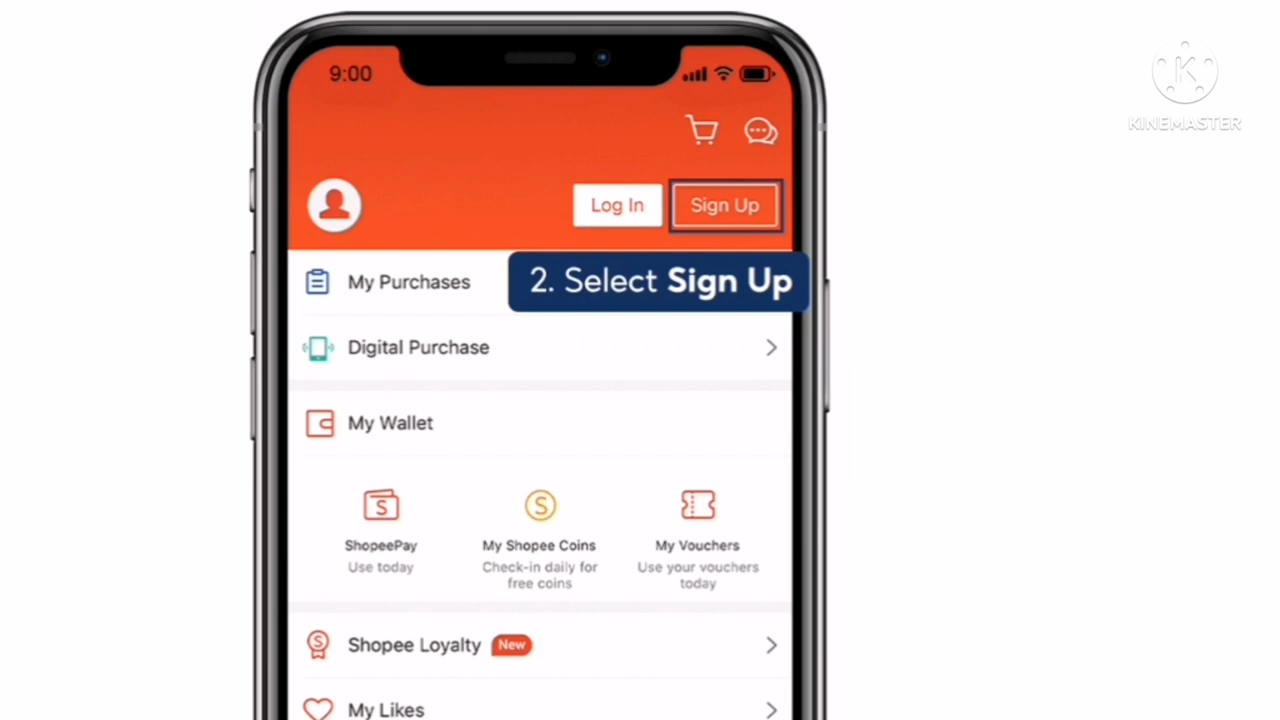 9:00
KINEMASTER
Log In
Sign Up
My Purchases
2. Select Sign Up
Digital Purchase
My Wallet
ShopeePay
Use today
My Shopee Coins
Check-in daily for
free coins
My Vouchers
Use your vouchers
today
Shopee Loyalty New
My Likes